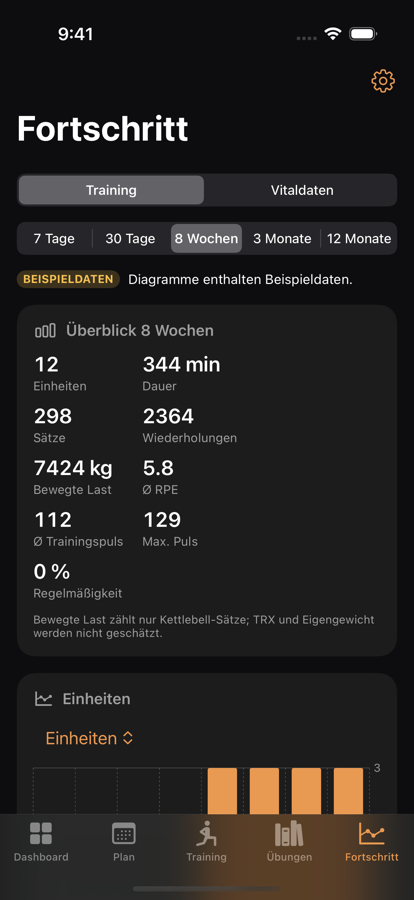 9:41
Fortschritt
Training Vitaldaten
7 Tage 30 Tage 8 Wochen 3 Monate 12 Monate
BEISPIELDATEN Diagramme enthalten Beispieldaten.
Überblick 8 Wochen
12 344 min
Einheiten Dauer
298 2364
Sätze Wiederholungen
7424 kg 5.8
Bewegte Last Ø RPE
112 129
Ø Trainingspuls Max. Puls
0 %
Regelmäßigkeit
Bewegte Last zählt nur Kettlebell-Sätze; TRX und Eigengewicht
werden nicht geschätzt.
Einheiten
Einheiten
3
Dashboard Plan Training Übungen Fortschritt